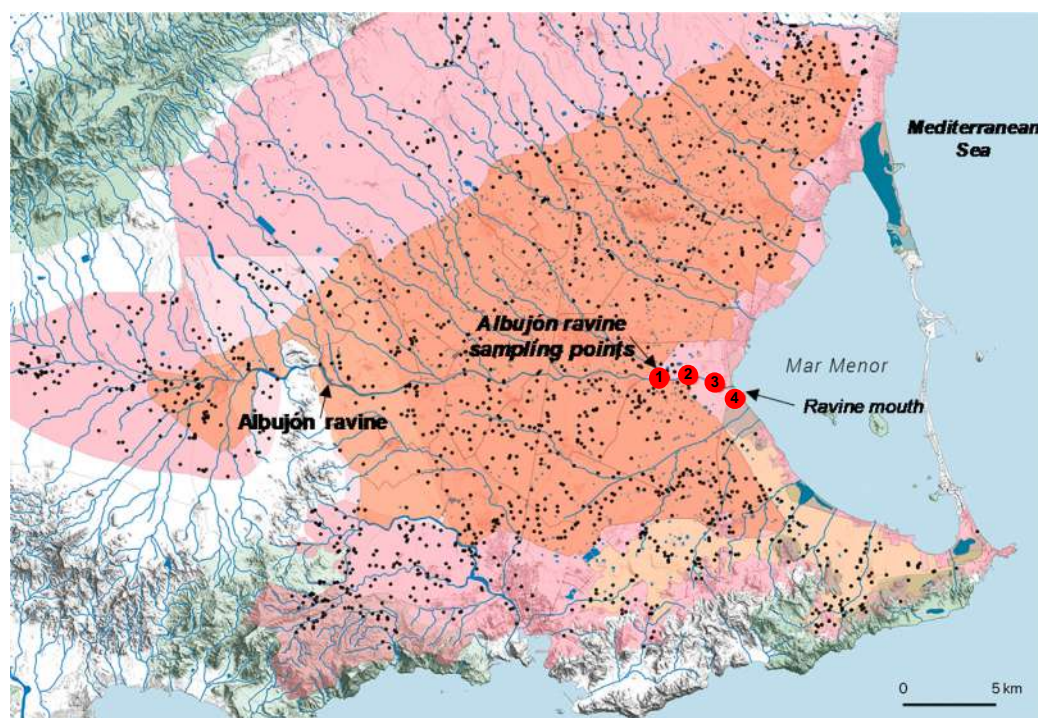 Mediterranean
Sea
Albujón ravine
sampling points
1
2
3
4
Mar Menor
Ravine mouth
Albujón ravine
0 5 km